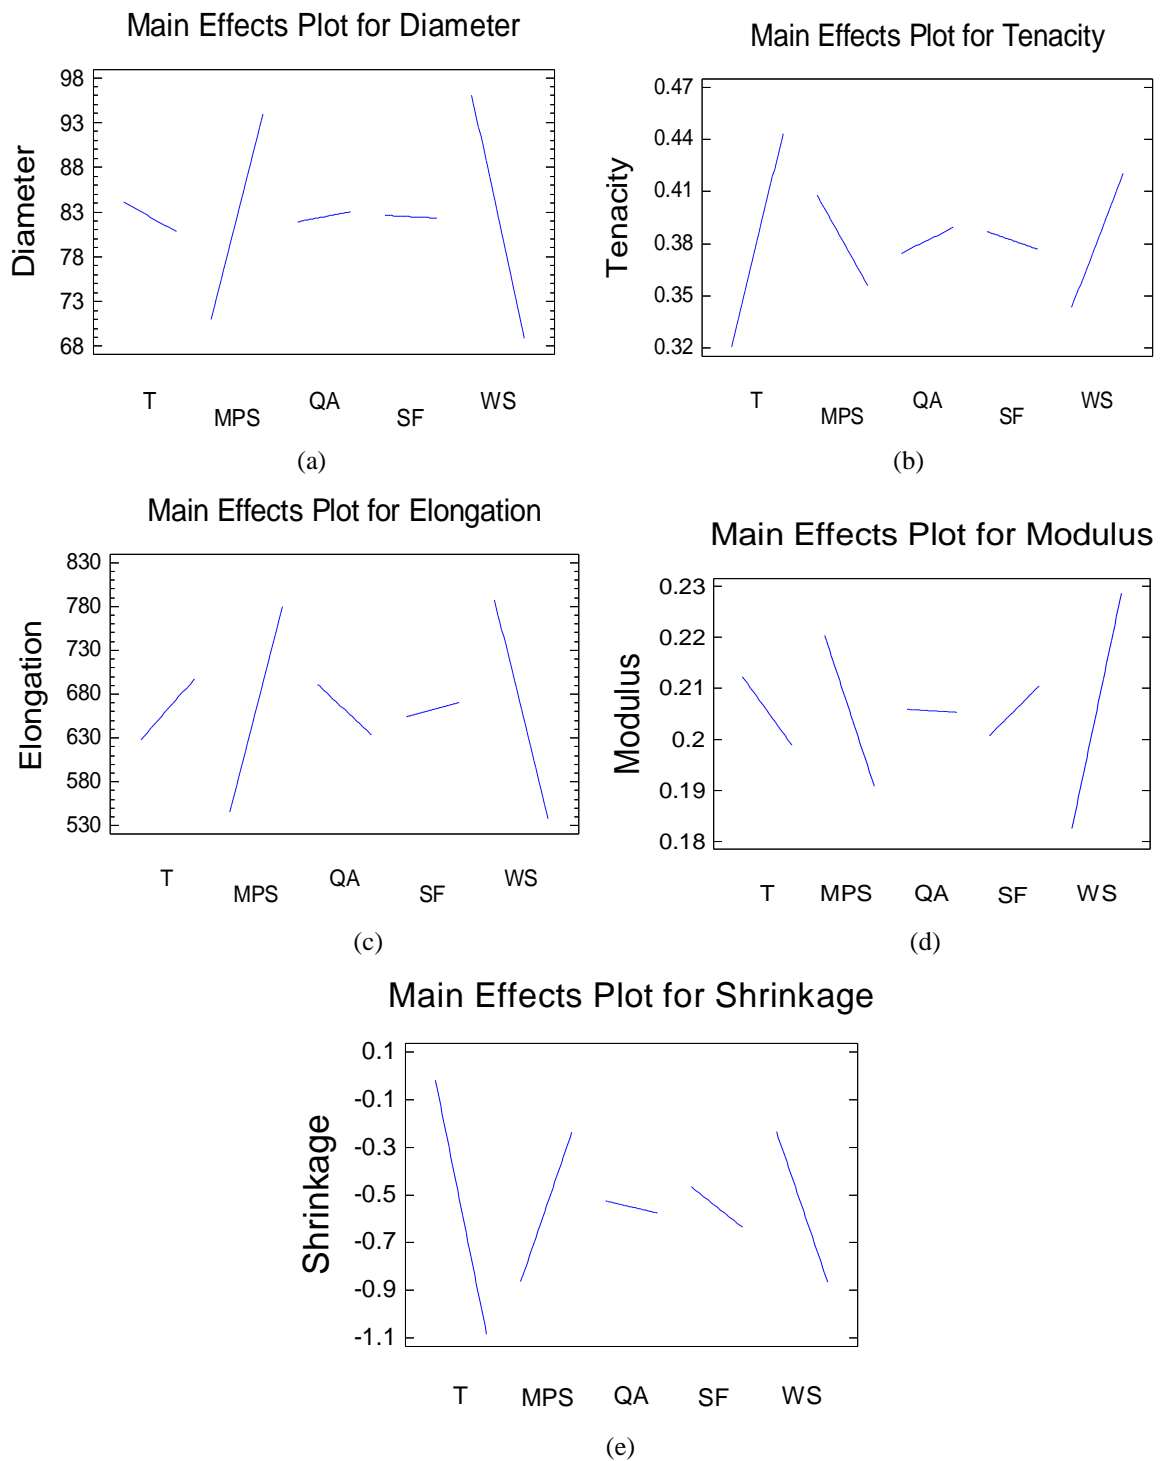 Main Effects Plot for Diameter
98
93
88
83
78
73
68
Diameter
T
MPS
QA
SF
WS
(a)
Main Effects Plot for Tenacity
0.47
0.44
0.41
0.38
0.35
0.32
Tenacity
T
MPS
QA
SF
WS
(b)
Main Effects Plot for Elongation
830
780
730
680
630
580
530
Elongation
T
MPS
QA
SF
WS
(c)
Main Effects Plot for Modulus
0.23
0.22
0.21
0.2
0.19
0.18
Modulus
T
MPS
QA
SF
WS
(d)
Main Effects Plot for Shrinkage
0.1
-0.1
-0.3
-0.5
-0.7
-0.9
-1.1
Shrinkage
T
MPS
QA
SF
WS
(e)